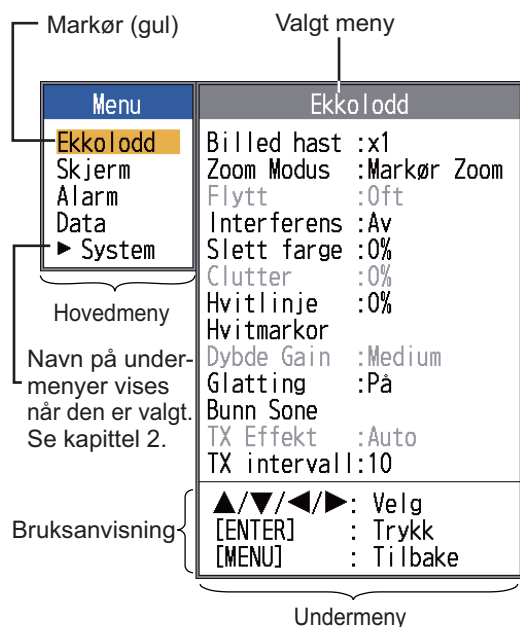 Markør (gul)
Valgt meny
Menu
Ekkolodd
Skjerm
Alarm
Data
▶ System
Hovedmeny
Navn på under-
menyer vises
når den er valgt.
Se kapittel 2.
Ekkolodd
Billed hast :x1
Zoom Modus :Markør Zoom
Flytt :Oft
Interferens :Av
Slett farge :0%
Clutter :0%
Hvitlinje :0%
Hvitmarkor
Dybde Gain :Medium
Glatting :På
Bunn Sone
TX Effekt :Auto
TX intervall:10
Bruksanvisning
▲/▼/◀/▶: Velg
[ENTER] : Trykk
[MENU] : Tilbake
Undermeny